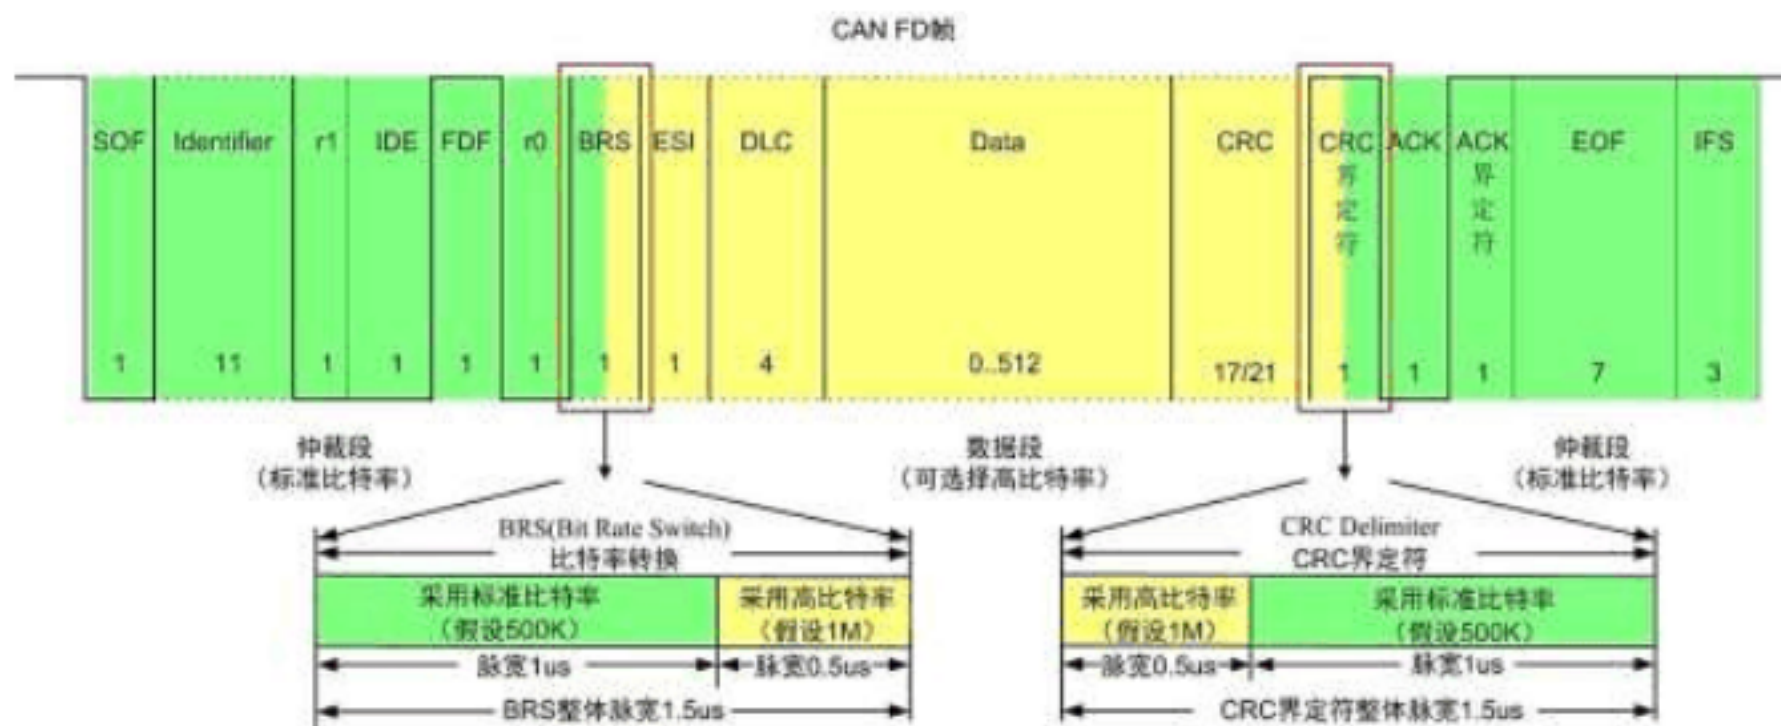 CAN FD帧
SOF Identifier r1 IDE FDF r0 BRS ESI DLC Data CRC CRC界定符 ACK ACK界定符 EOF IFS
1 11 1 1 1 1 1 1 4 0..512 17/21 1 1 1 7 3
仲裁段 数据段 仲裁段
（标准比特率） （可选择高比特率） （标准比特率）
BRS(Bit Rate Switch) CRC Delimiter
比特率转换 CRC界定符
采用标准比特率 采用高比特率 采用高比特率 采用标准比特率
（假设500K） （假设1M） （假设1M） （假设500K）
脉宽1us 脉宽0.5us 脉宽0.5us 脉宽1us
BRS整体脉宽1.5us CRC界定符整体脉宽1.5us